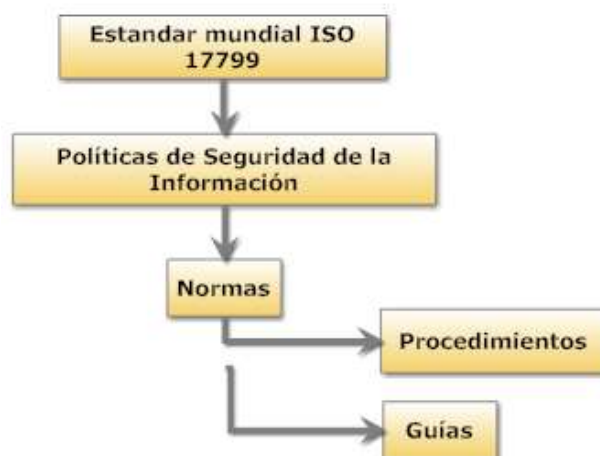 Estandar mundial ISO
17799
Políticas de Seguridad de la
Información
Normas
Procedimientos
Guías